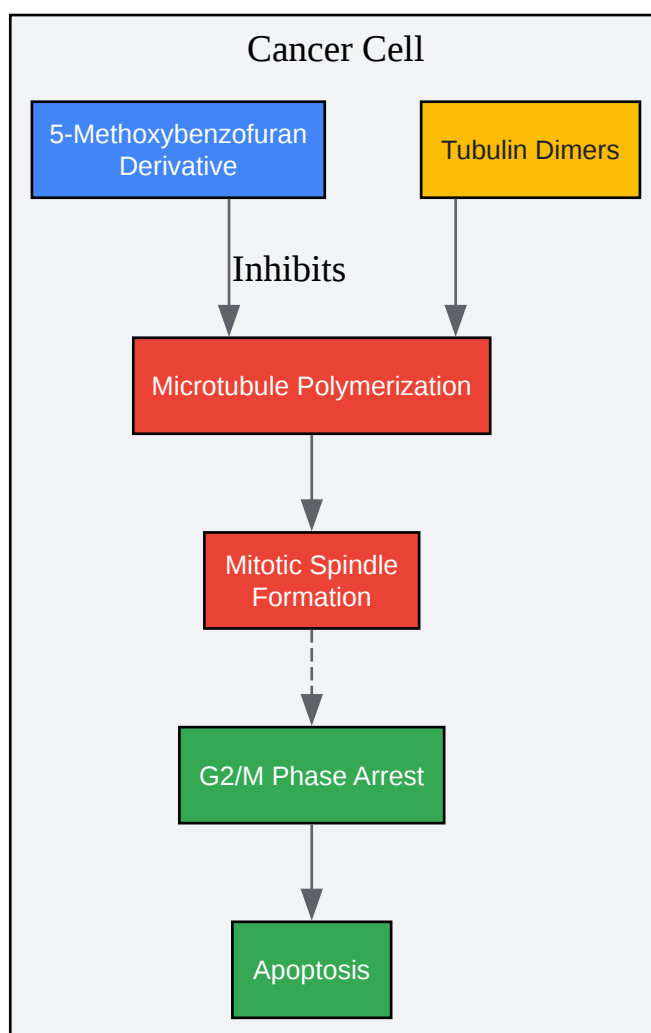 Cancer Cell
5-Methoxybenzofuran
Derivative
Tubulin Dimers
Inhibits
Microtubule Polymerization
Mitotic Spindle
Formation
G2/M Phase Arrest
Apoptosis